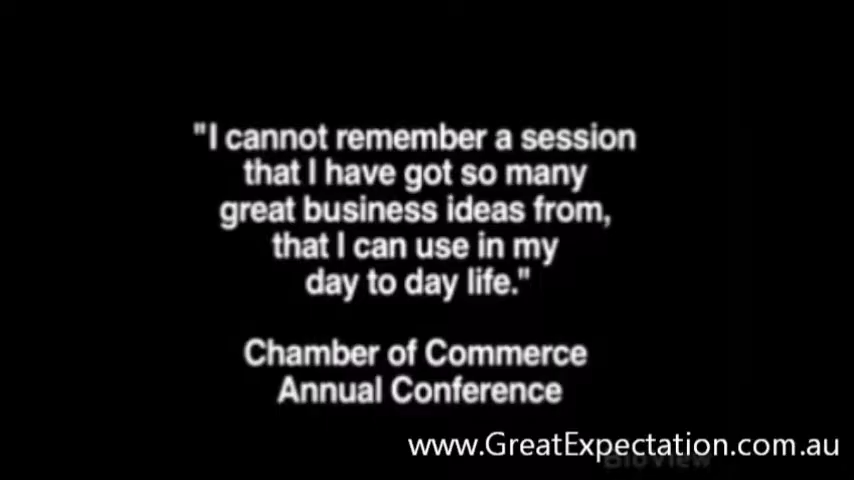 "I cannot remember a session
that I have got so many
great business ideas from,
that I can use in my
day to day life."
Chamber of Commerce
Annual Conference
www.GreatExpectation.com.au